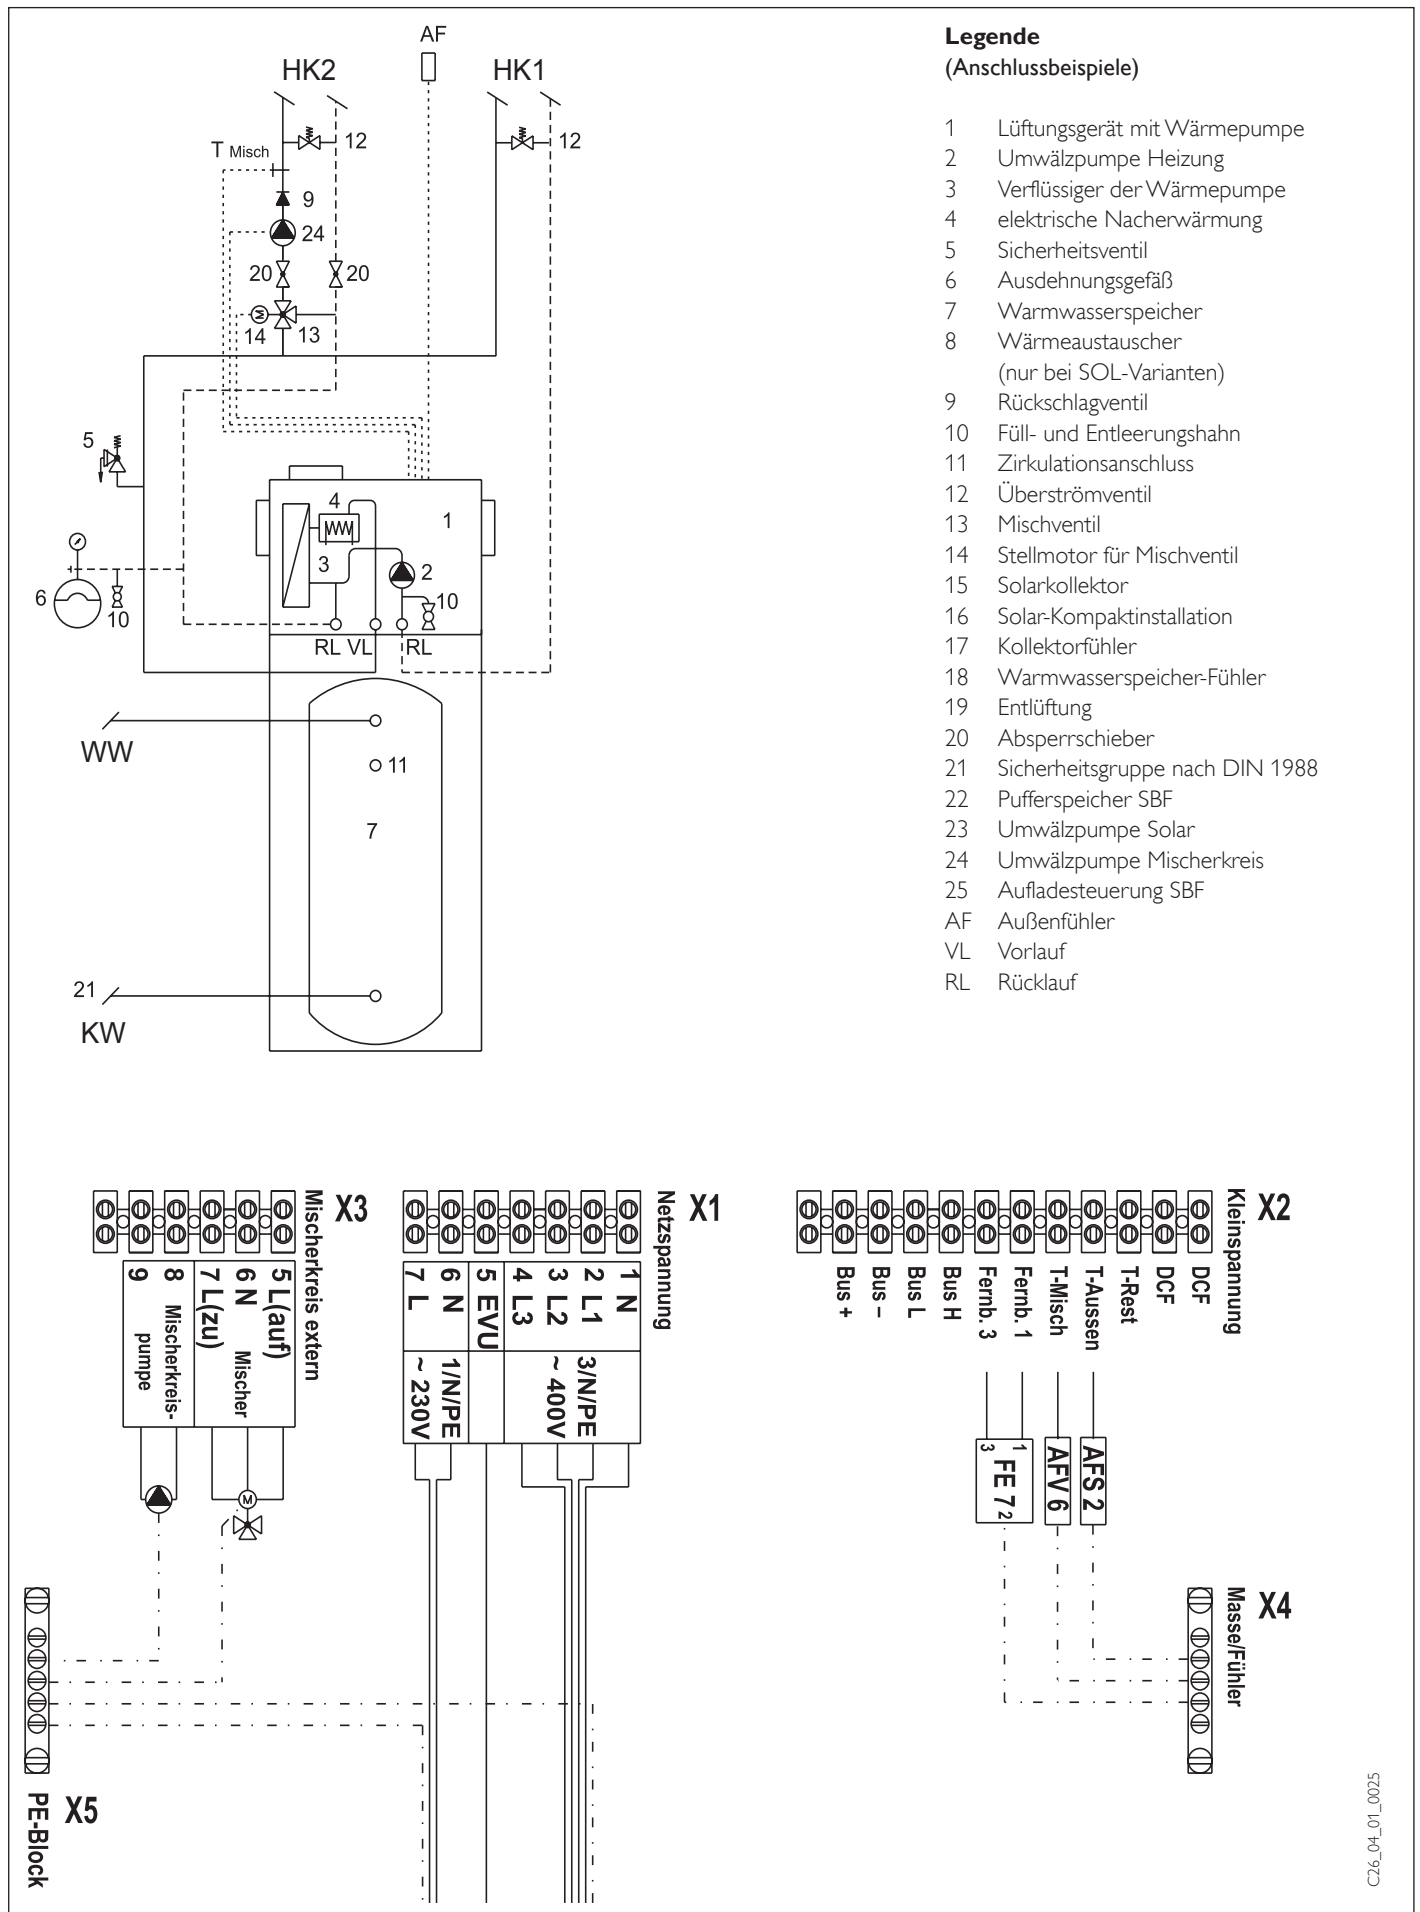 AF
HK2
HK1
12
12
T Misch
9
24
20
20
M
14
13
5
4
1
3
2
6
10
10
RL VL RL
WW
11
7
21
KW
Legende
(Anschlussbeispiele)
1 Lüftungsgerät mit Wärmepumpe
2 Umwälzpumpe Heizung
3 Verflüssiger der Wärmepumpe
4 elektrische Nacherwärmung
5 Sicherheitsventil
6 Ausdehnungsgefäß
7 Warmwasserspeicher
8 Wärmeaustauscher
(nur bei SOL-Varianten)
9 Rückschlagventil
10 Füll- und Entleerungshahn
11 Zirkulationsanschluss
12 Überströmventil
13 Mischventil
14 Stellmotor für Mischventil
15 Solarkollektor
16 Solar-Kompaktinstallation
17 Kollektorfühler
18 Warmwasserspeicher-Fühler
19 Entlüftung
20 Absperrschieber
21 Sicherheitsgruppe nach DIN 1988
22 Pufferspeicher SBF
23 Umwälzpumpe Solar
24 Umwälzpumpe Mischerkreis
25 Aufladesteuerung SBF
AF Außenfühler
VL Vorlauf
RL Rücklauf
X3
Mischerkreis extern
5 L(auf)
6 N
7 L(zu)
Mischer
8
9
Mischerkreis-
pumpe
M
X1
Netzspannung
1 N
2 L1
3 L2
4 L3
5 EVU
6 N
7 L
3/N/PE
~ 400V
1/N/PE
~ 230V
X2
Kleinspannung
DCF
DCF
T-Rest
T-Aussen
T-Misch
Fernb. 1
Fernb. 3
Bus H
Bus L
Bus –
Bus +
AFS 2
AFV 6
1
3
FE 7
2
X4
Masse/Fühler
X5
PE-Block
C26_04_01_0025